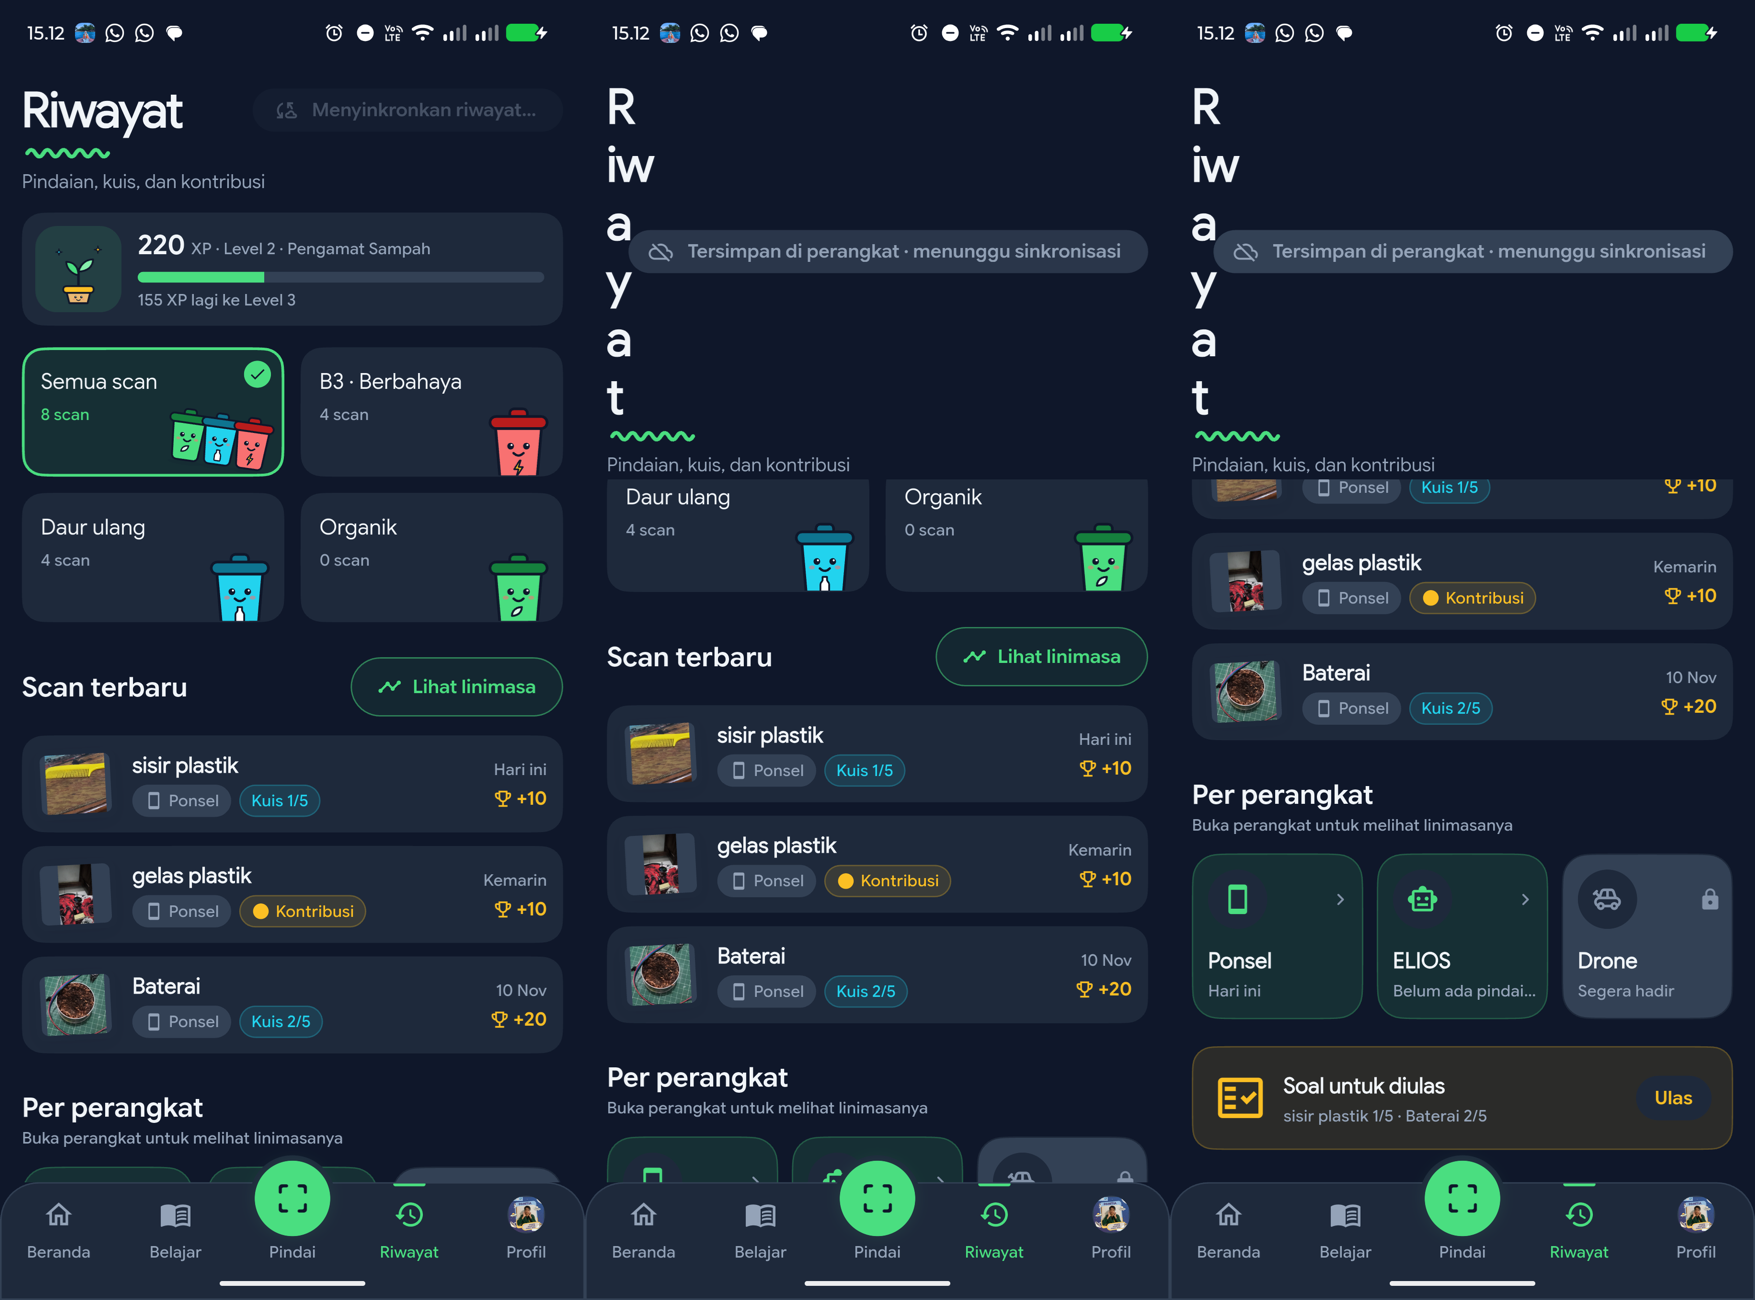 15.12 Vo LTE
Riwayat
Menyinkronkan riwayat...
Pindaian, kuis, dan kontribusi
220 XP · Level 2 · Pengamat Sampah
155 XP lagi ke Level 3
Semua scan
8 scan
B3 · Berbahaya
4 scan
Daur ulang
4 scan
Organik
0 scan
Scan terbaru
Lihat linimasa
sisir plastik
Hari ini
Ponsel
Kuis 1/5
+10
gelas plastik
Kemarin
Ponsel
Kontribusi
+10
Baterai
10 Nov
Ponsel
Kuis 2/5
+20
Per perangkat
Buka perangkat untuk melihat linimasanya
Beranda
Belajar
Pindai
Riwayat
Profil
15.12 Vo LTE
R
iw
a
y
a
t
Tersimpan di perangkat · menunggu sinkronisasi
Pindaian, kuis, dan kontribusi
Daur ulang
4 scan
Organik
0 scan
Scan terbaru
Lihat linimasa
sisir plastik
Hari ini
Ponsel
Kuis 1/5
+10
gelas plastik
Kemarin
Ponsel
Kontribusi
+10
Baterai
10 Nov
Ponsel
Kuis 2/5
+20
Per perangkat
Buka perangkat untuk melihat linimasanya
Beranda
Belajar
Pindai
Riwayat
Profil
15.12 Vo LTE
R
iw
a
y
a
t
Tersimpan di perangkat · menunggu sinkronisasi
Pindaian, kuis, dan kontribusi
Ponsel
Kuis 1/5
+10
gelas plastik
Kemarin
Ponsel
Kontribusi
+10
Baterai
10 Nov
Ponsel
Kuis 2/5
+20
Per perangkat
Buka perangkat untuk melihat linimasanya
Ponsel
Hari ini
ELIOS
Belum ada pindai...
Drone
Segera hadir
Soal untuk diulas
sisir plastik 1/5 · Baterai 2/5
Ulas
Beranda
Belajar
Pindai
Riwayat
Profil